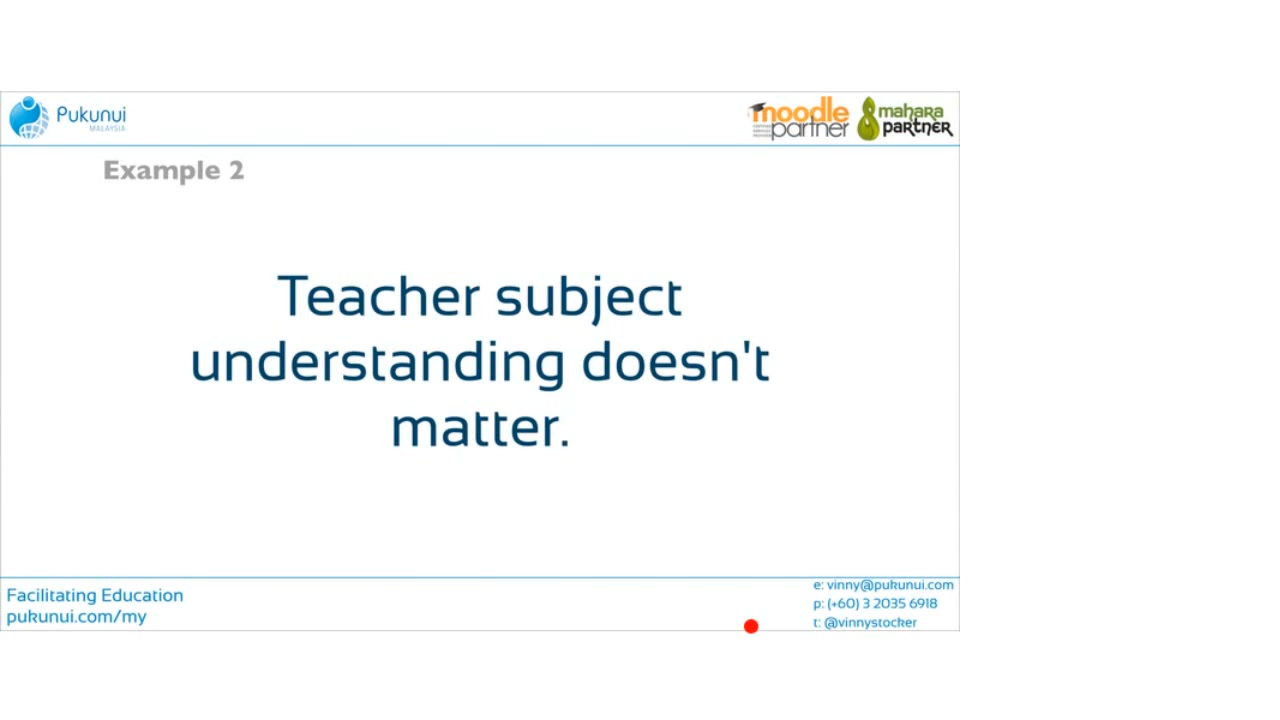 Pukunui
MALAYSIA
moodle
partner
mahara
partner
Example 2
Teacher subject
understanding doesn't
matter.
Facilitating Education
pukunui.com/my
e: vinny@pukunui.com
p: (+60) 3 2035 6918
t: @vinnystocker